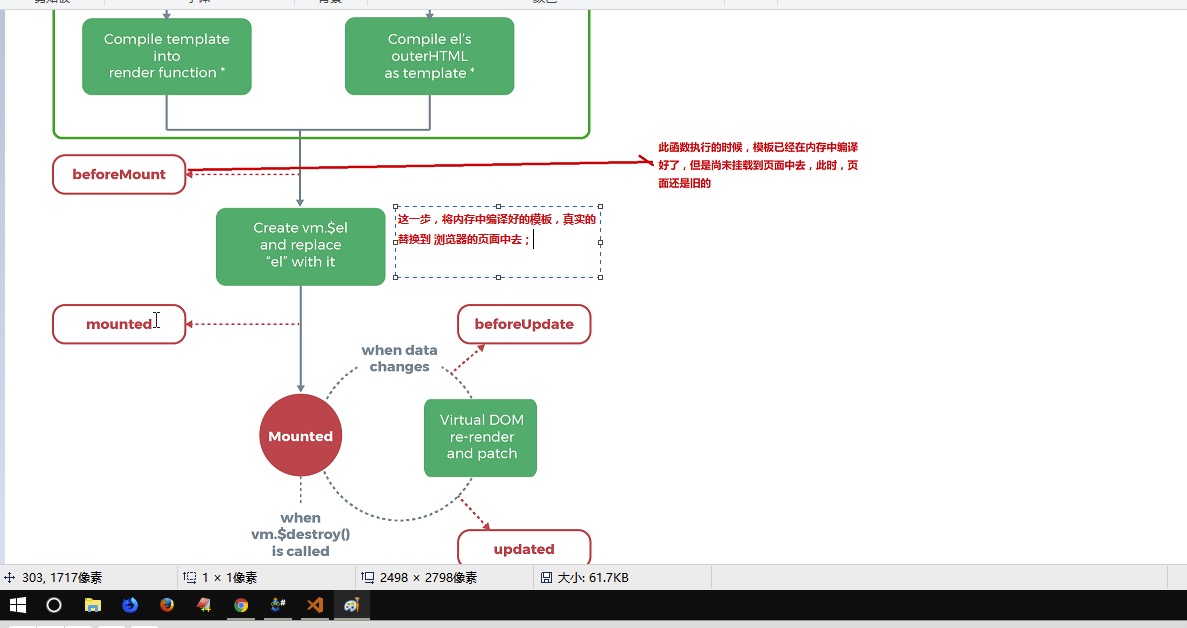 Compile template
into
render function *
Compile el's
outerHTML
as template *
此函数执行的时候，模板已经在内存中编译
好了，但是尚未挂载到页面中去，此时，页
面还是旧的
beforeMount
Create vm.$el
and replace
“el” with it
这一步，将内存中编译好的模板，真实的
替换到 浏览器的页面中去；
mounted
beforeUpdate
when data
changes
Mounted
Virtual DOM
re-render
and patch
when
vm.$destroy()
is called
updated
303, 1717像素
1 × 1像素
2498 × 2798像素
大小: 61.7KB